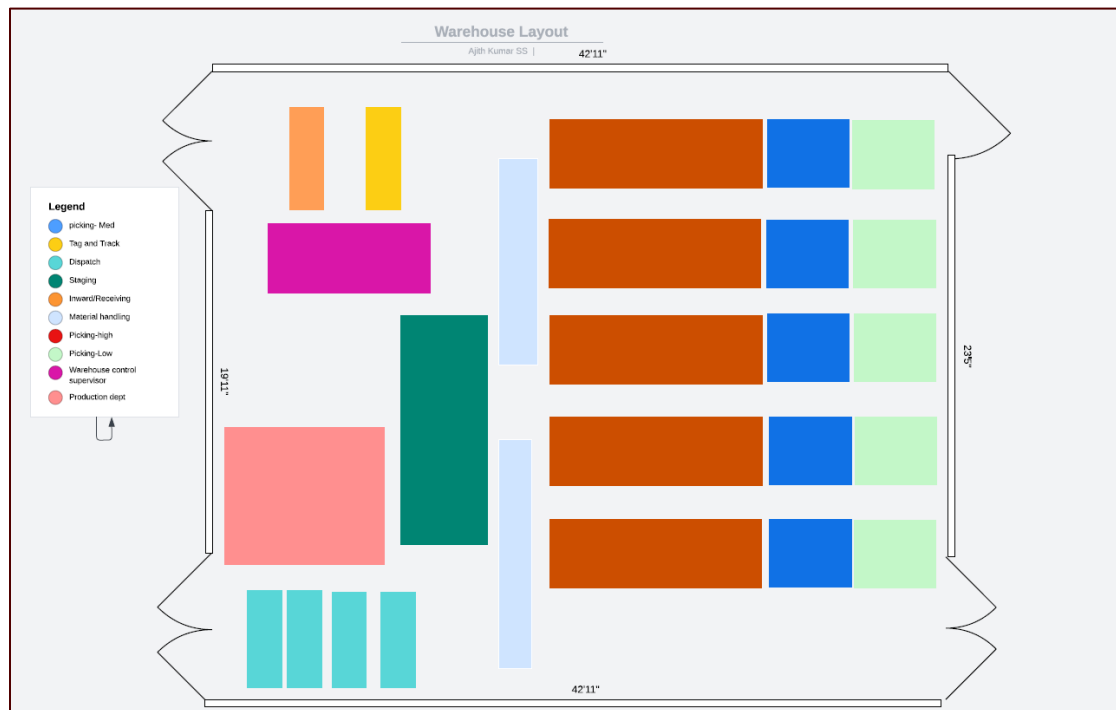 Warehouse Layout
Ajith Kumar SS |
42'11"
Legend
picking- Med
Tag and Track
Dispatch
Staging
Inward/Receiving
Material handling
Picking-high
Picking-Low
Warehouse control
supervisor
Production dept
19'11"
23'5"
42'11"